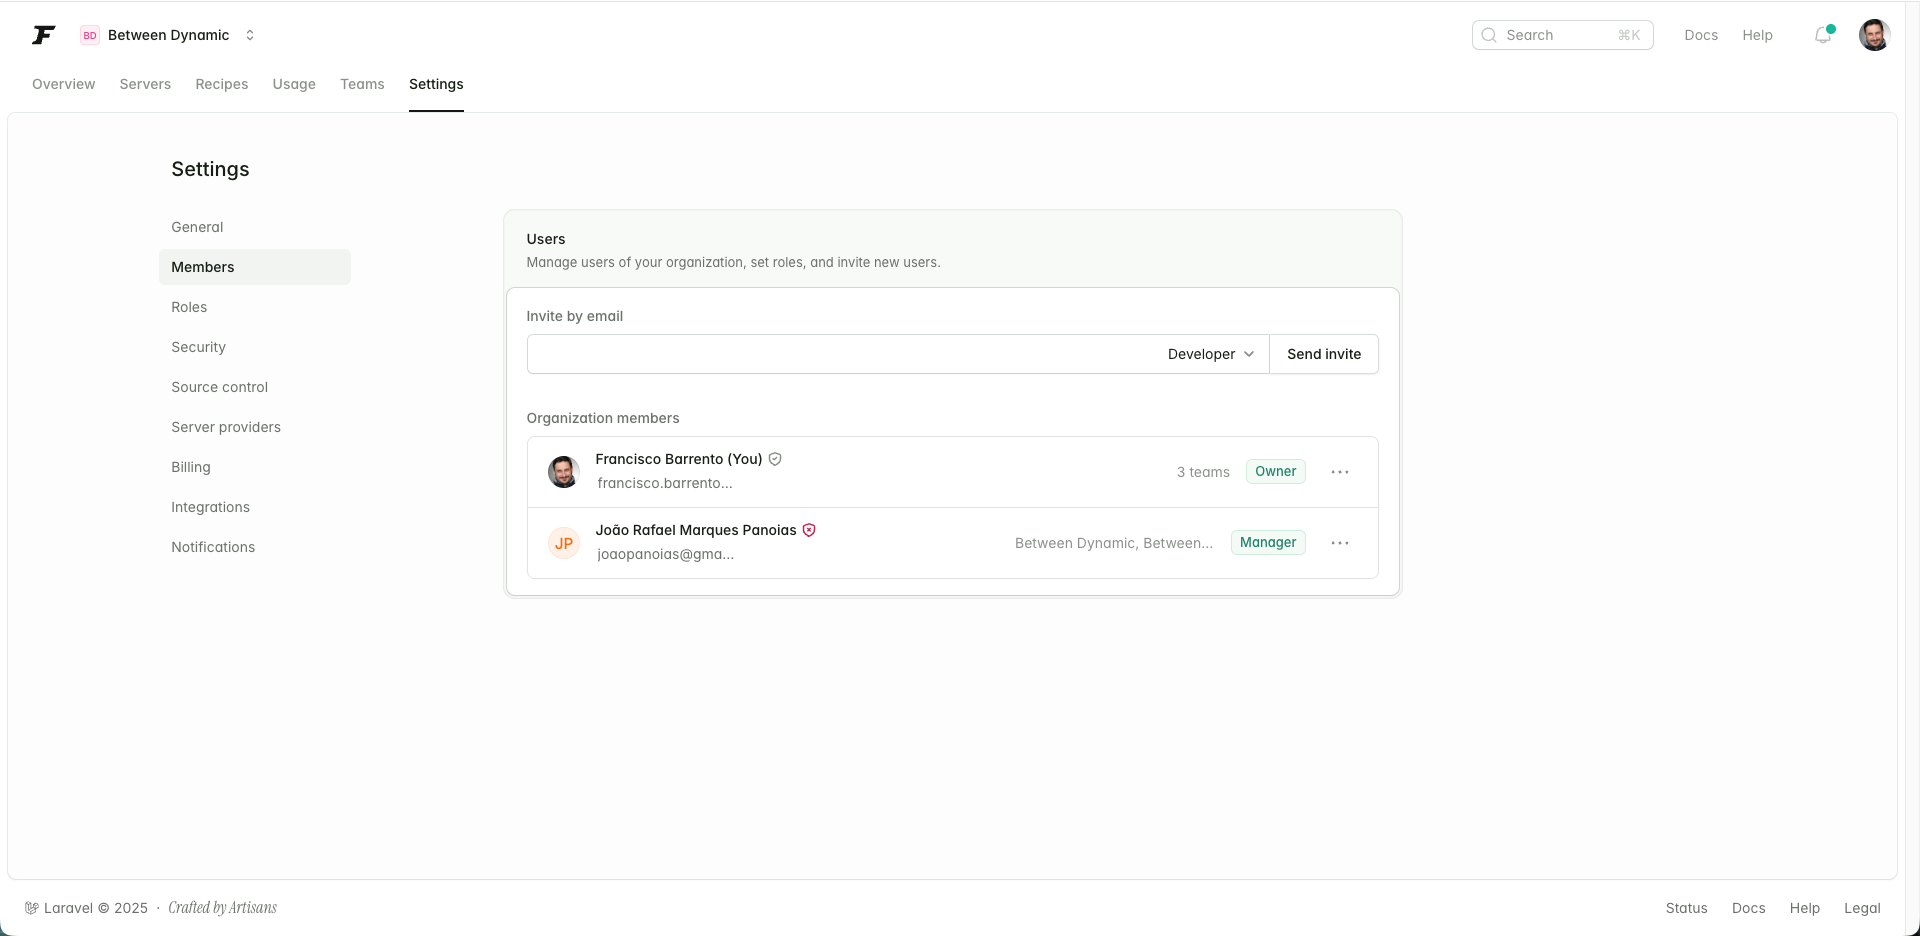 BD Between Dynamic
Search ⌘K
Docs
Help
Overview
Servers
Recipes
Usage
Teams
Settings
Settings
General
Members
Roles
Security
Source control
Server providers
Billing
Integrations
Notifications
Users
Manage users of your organization, set roles, and invite new users.
Invite by email
Developer
Send invite
Organization members
Francisco Barrento (You)
francisco.barrento...
3 teams
Owner
JP
João Rafael Marques Panoias
joaopanoias@gma...
Between Dynamic, Between...
Manager
Laravel © 2025 · Crafted by Artisans
Status
Docs
Help
Legal